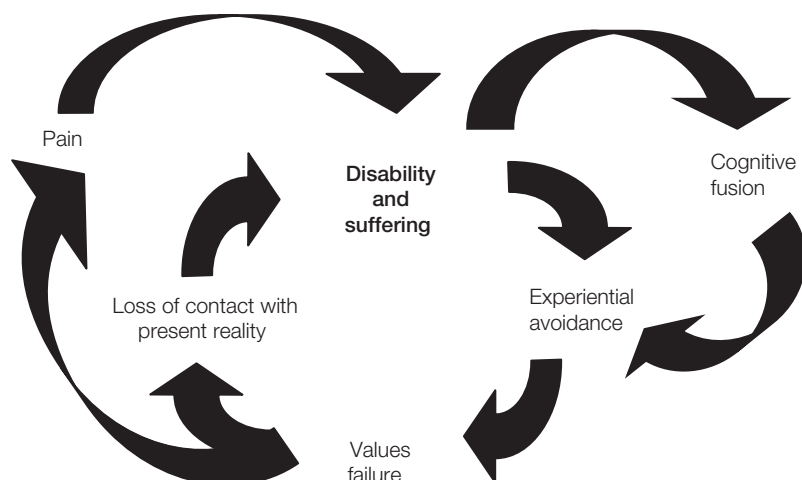 Pain
Disability
and
suffering
Cognitive
fusion
Loss of contact with
present reality
Experiential
avoidance
Values
failure